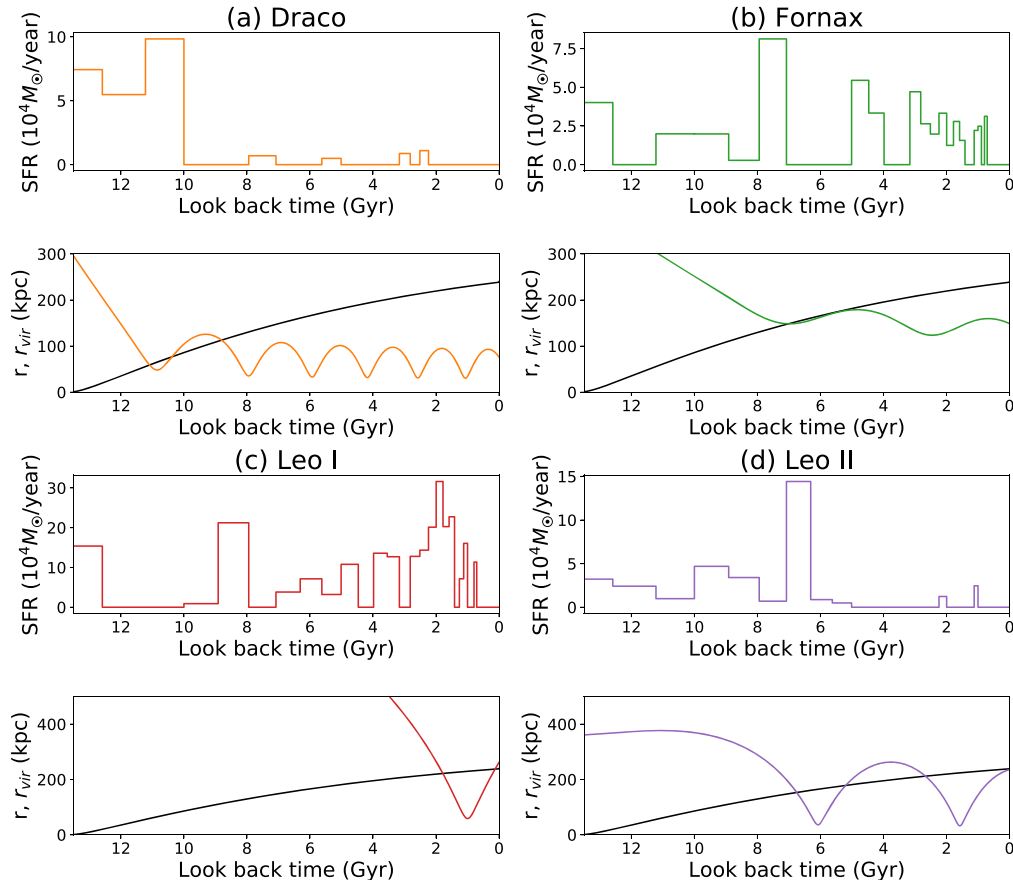 (a) Draco
SFR (10⁴M⊙/year)
10
5
0
12 10 8 6 4 2 0
Look back time (Gyr)
(b) Fornax
SFR (10⁴M⊙/year)
7.5
5.0
2.5
0.0
12 10 8 6 4 2 0
Look back time (Gyr)
r, r_vir (kpc)
300
200
100
0
12 10 8 6 4 2 0
Look back time (Gyr)
r, r_vir (kpc)
300
200
100
0
12 10 8 6 4 2 0
Look back time (Gyr)
(c) Leo I
SFR (10⁴M⊙/year)
30
20
10
0
12 10 8 6 4 2 0
Look back time (Gyr)
(d) Leo II
SFR (10⁴M⊙/year)
15
10
5
0
12 10 8 6 4 2 0
Look back time (Gyr)
r, r_vir (kpc)
400
200
0
12 10 8 6 4 2 0
Look back time (Gyr)
r, r_vir (kpc)
400
200
0
12 10 8 6 4 2 0
Look back time (Gyr)